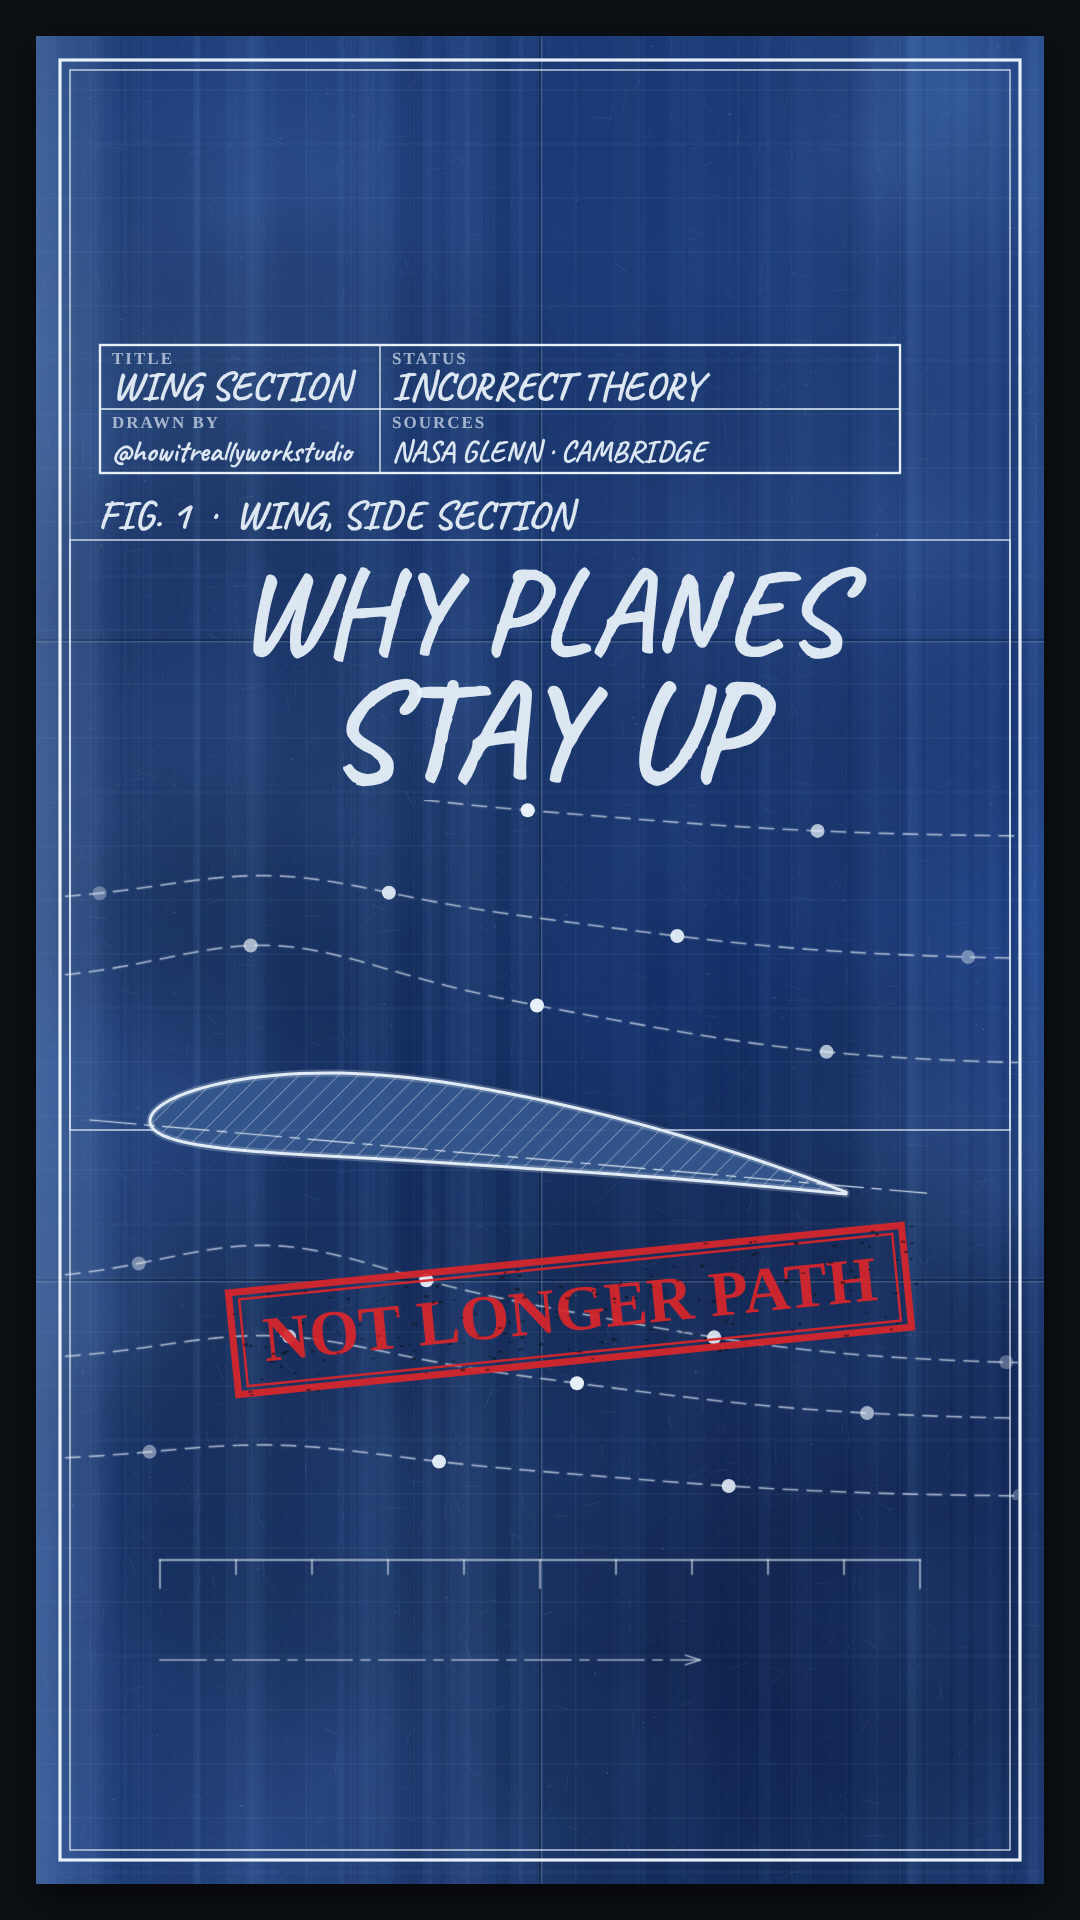 TITLE
WING SECTION
STATUS
INCORRECT THEORY
DRAWN BY
@howitreallyworkstudio
SOURCES
NASA GLENN · CAMBRIDGE
FIG. 1 · WING, SIDE SECTION
WHY PLANES
STAY UP
NOT LONGER PATH